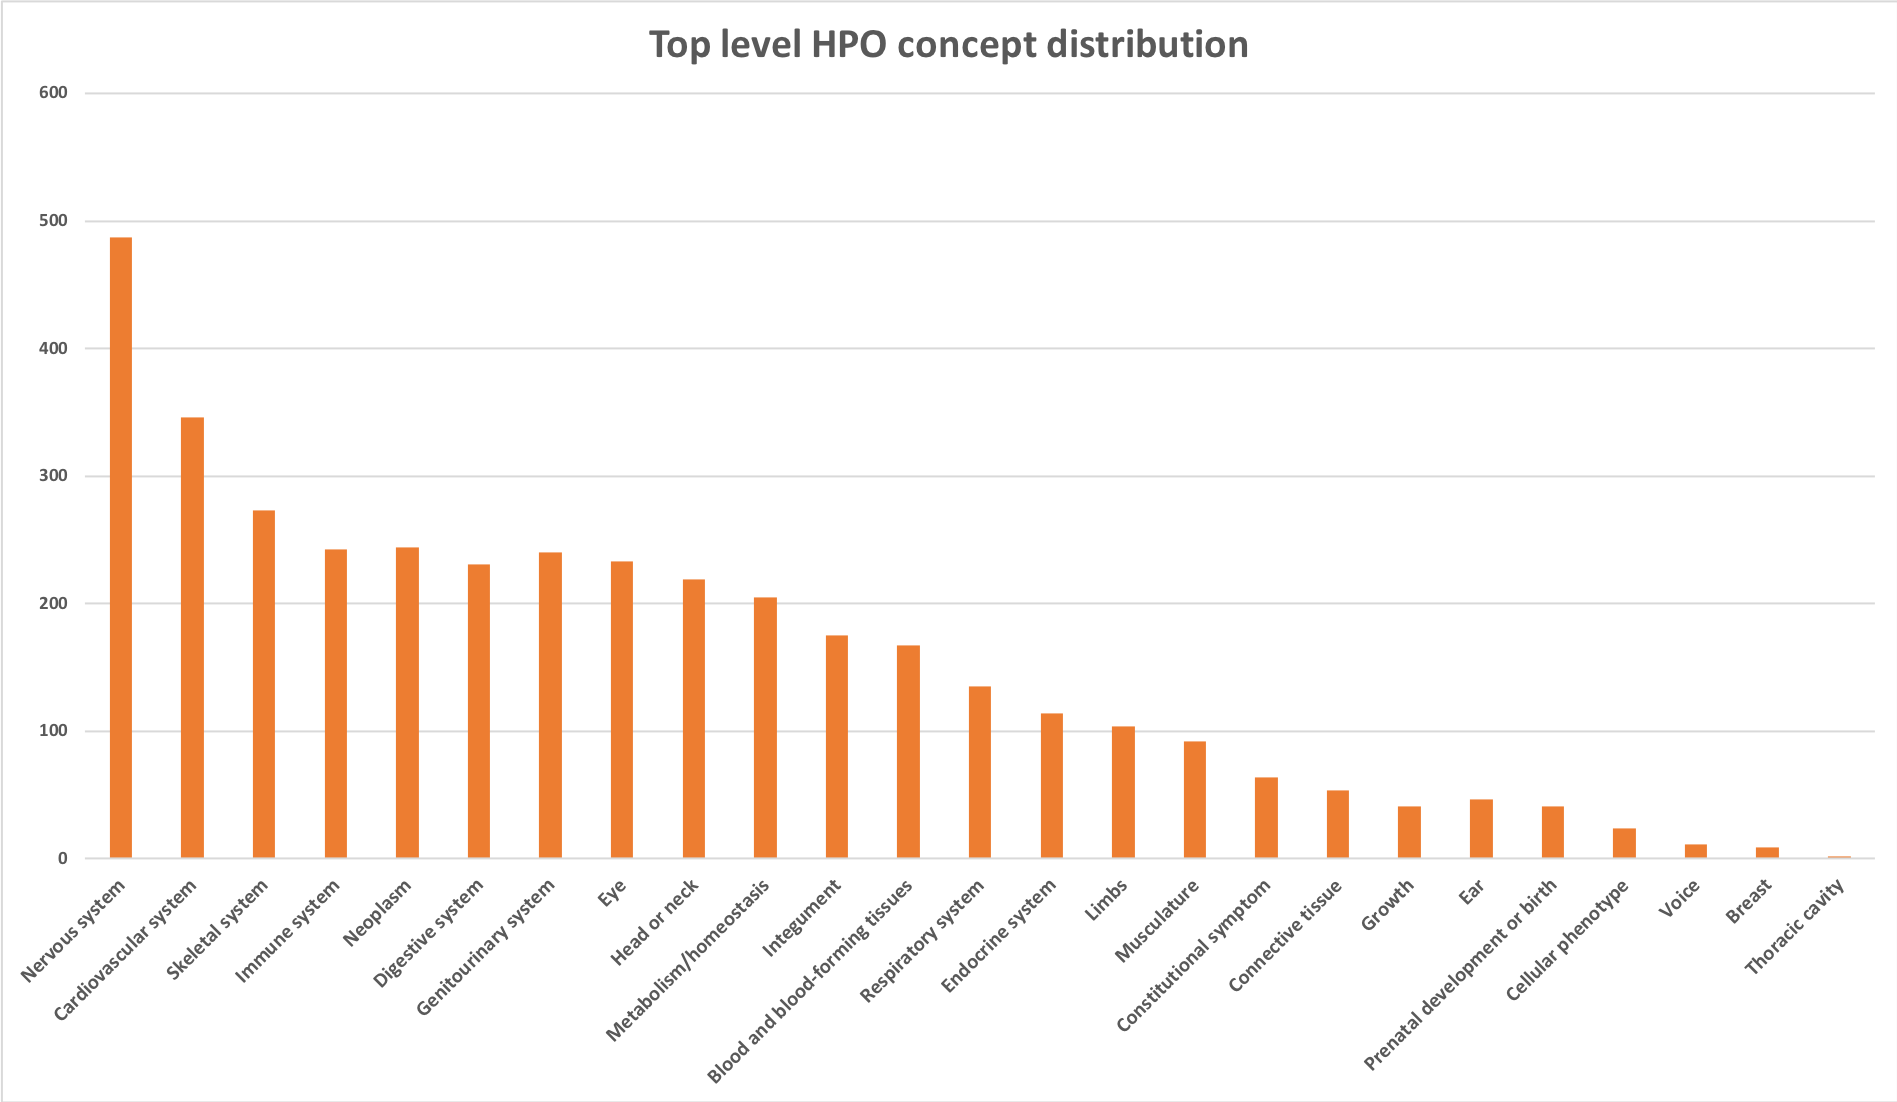 Top level HPO concept distribution
600
500
400
300
200
100
0
Nervous system
Cardiovascular system
Skeletal system
Immune system
Neoplasm
Digestive system
Genitourinary system
Eye
Head or neck
Metabolism/homeostasis
Integument
Blood and blood-forming tissues
Respiratory system
Endocrine system
Limbs
Musculature
Constitutional symptom
Connective tissue
Growth
Ear
Prenatal development or birth
Cellular phenotype
Voice
Breast
Thoracic cavity